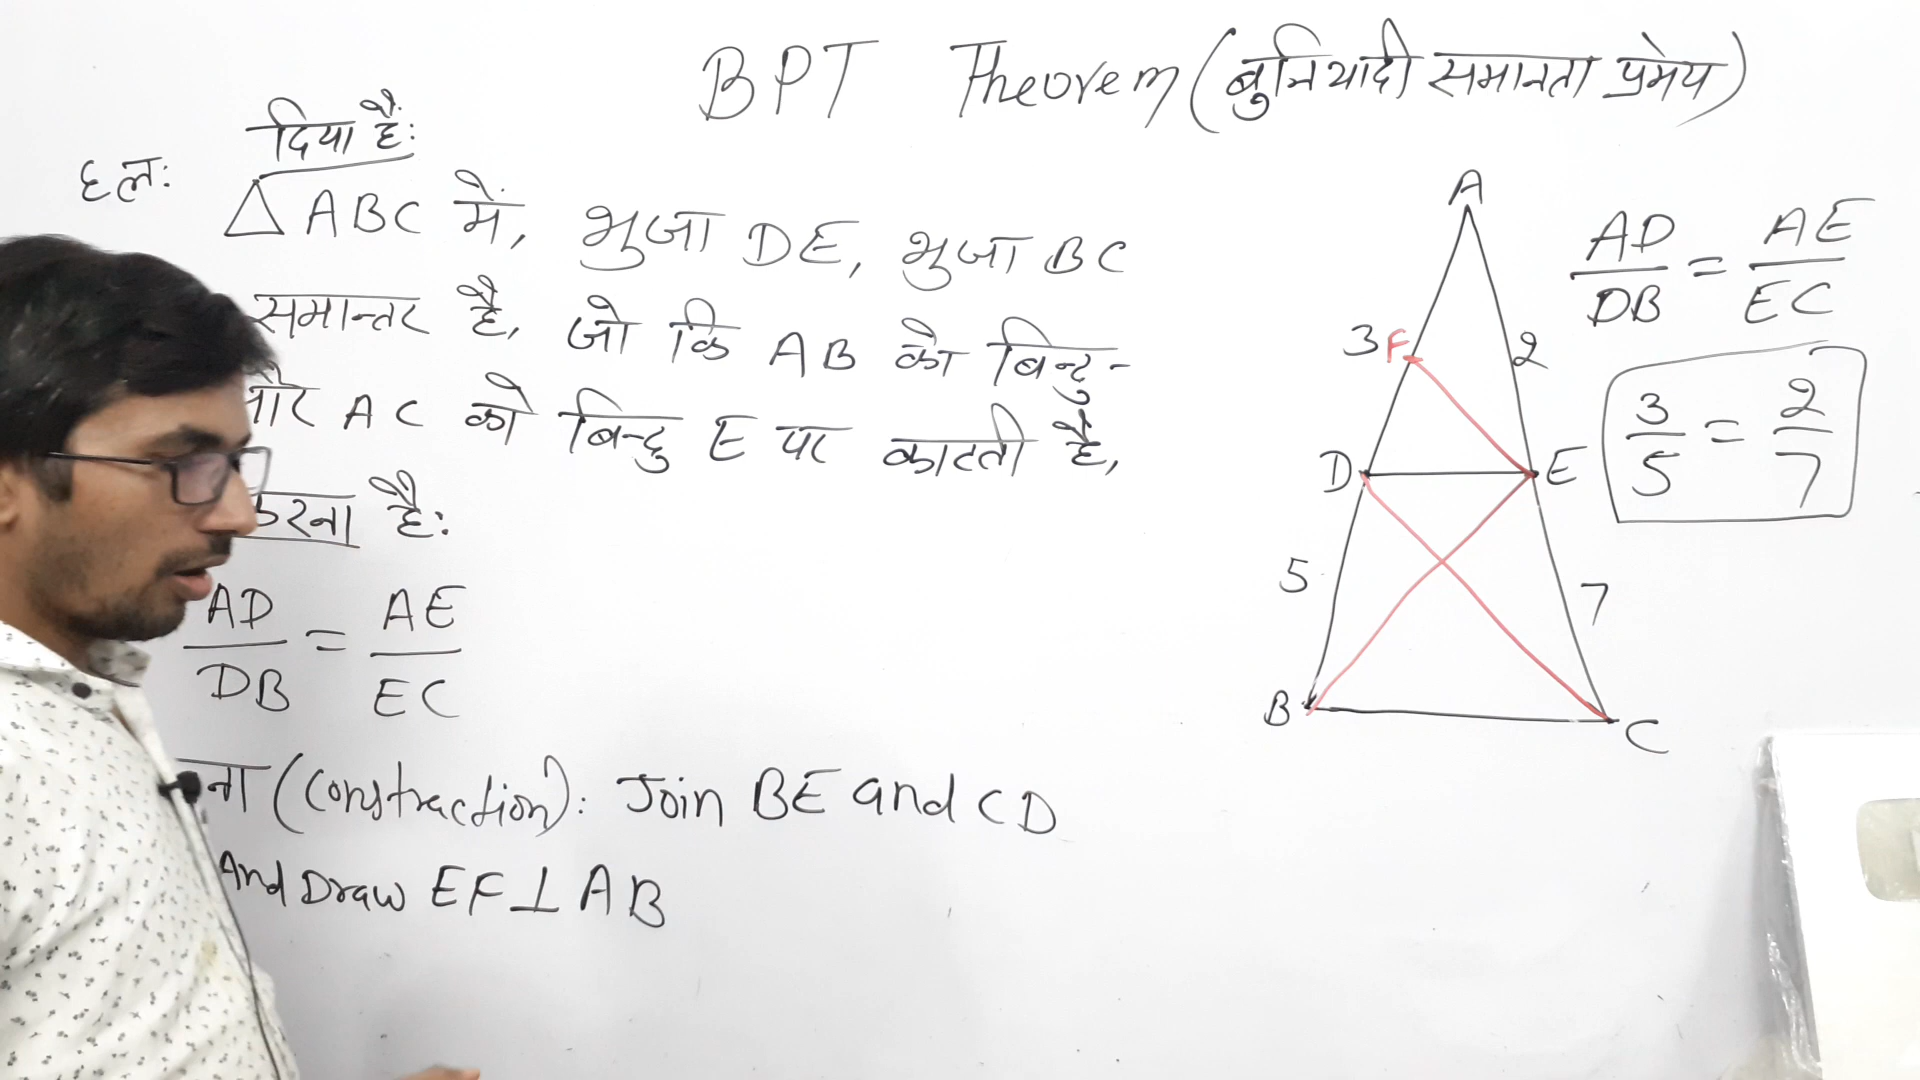 BPT Theorem (बुनियादी समानता प्रमेय)
दिया है:
हल:
△ABC में, भुजा DE, भुजा BC
समान्तर है, जो कि AB को बिन्दु-
AC को बिन्दु E पर काटती है,
है:
AD/DB = AE/EC
(Constraction): Join BE and CD
And Draw EF⊥AB
A
3 F 2
D E
5 7
B C
AD/DB = AE/EC
3/5 = 2/7